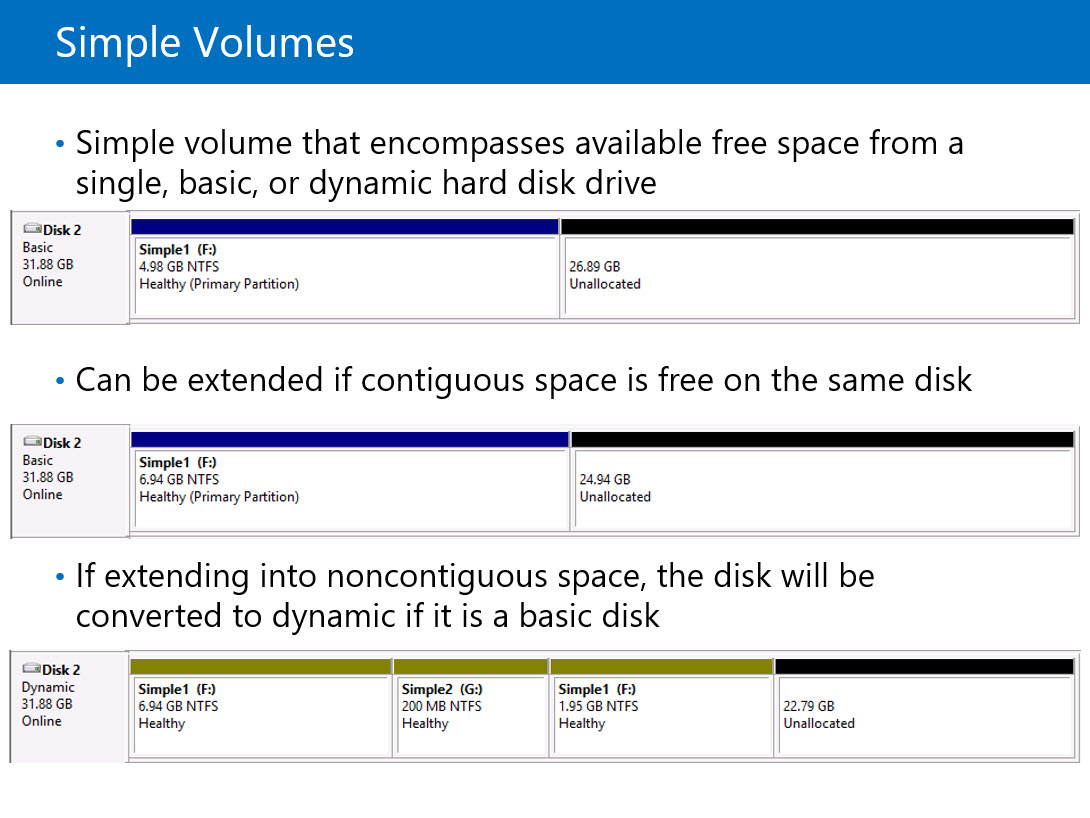 Simple Volumes
• Simple volume that encompasses available free space from a
single, basic, or dynamic hard disk drive
Disk 2
Basic
31.88 GB
Online
Simple1 (F:)
4.98 GB NTFS
Healthy (Primary Partition)
26.89 GB
Unallocated
• Can be extended if contiguous space is free on the same disk
Disk 2
Basic
31.88 GB
Online
Simple1 (F:)
6.94 GB NTFS
Healthy (Primary Partition)
24.94 GB
Unallocated
• If extending into noncontiguous space, the disk will be
converted to dynamic if it is a basic disk
Disk 2
Dynamic
31.88 GB
Online
Simple1 (F:)
6.94 GB NTFS
Healthy
Simple2 (G:)
200 MB NTFS
Healthy
Simple1 (F:)
1.95 GB NTFS
Healthy
22.79 GB
Unallocated